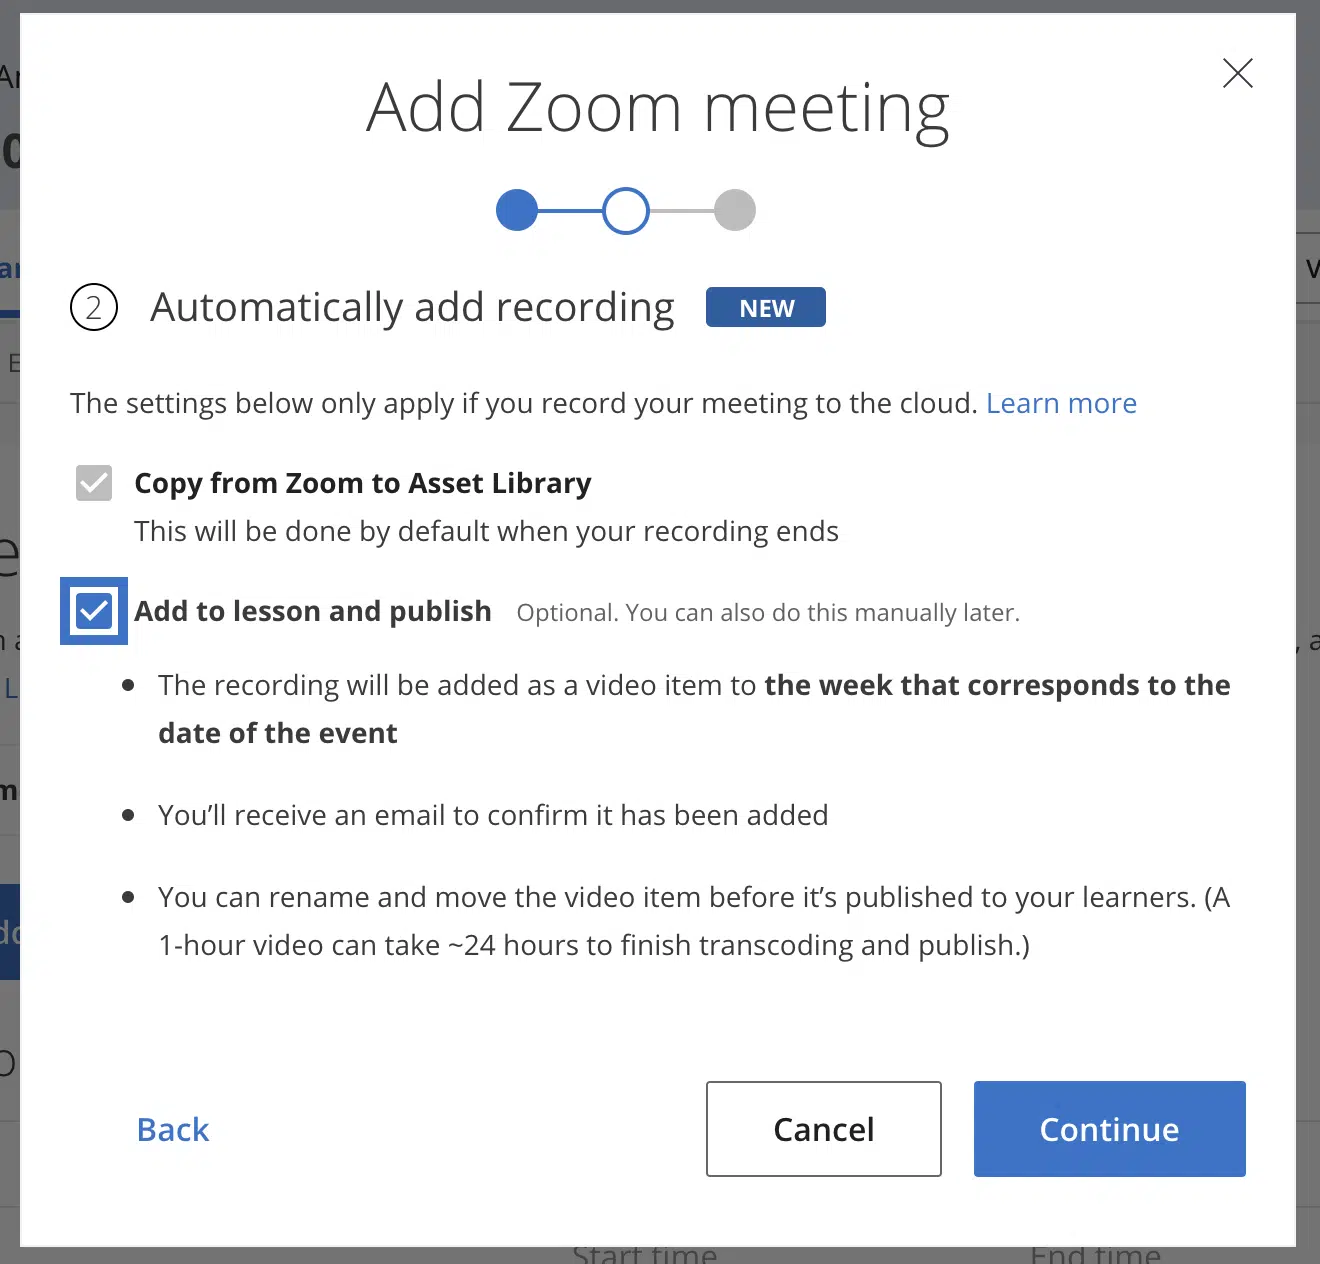 Add Zoom meeting
2 Automatically add recording NEW
The settings below only apply if you record your meeting to the cloud. Learn more
Copy from Zoom to Asset Library
This will be done by default when your recording ends
Add to lesson and publish Optional. You can also do this manually later.
• The recording will be added as a video item to the week that corresponds to the
date of the event
• You’ll receive an email to confirm it has been added
• You can rename and move the video item before it’s published to your learners. (A
1-hour video can take ~24 hours to finish transcoding and publish.)
Back Cancel Continue
Start time End time